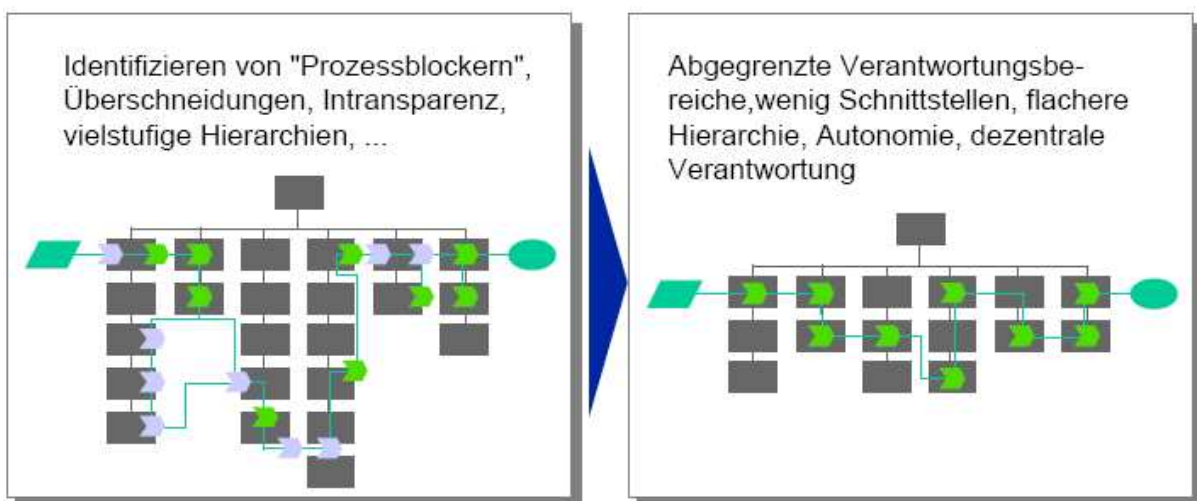 Identifizieren von "Prozessblockern",
Überschneidungen, Intransparenz,
vielstufige Hierarchien, ...
Abgegrenzte Verantwortungsbe-
reiche,wenig Schnittstellen, flachere
Hierarchie, Autonomie, dezentrale
Verantwortung